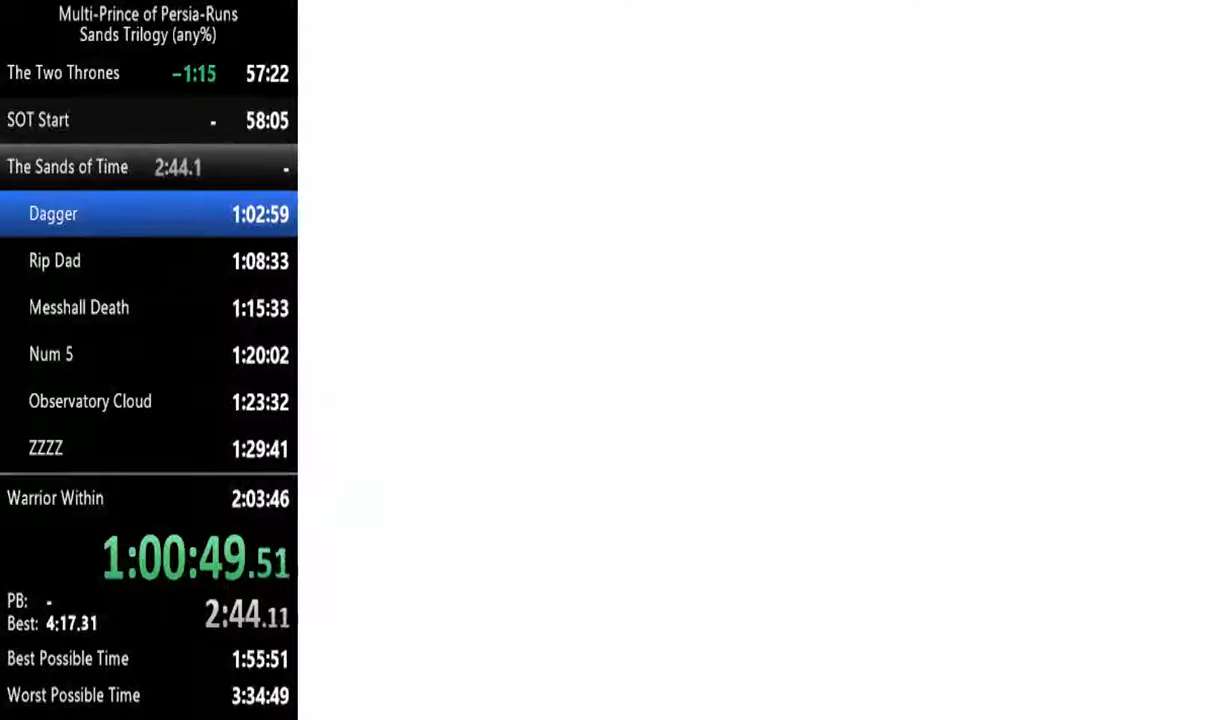 Multi-Prince of Persia-Runs
Sands Trilogy (any%)
The Two Thrones −1:15 57:22
SOT Start - 58:05
The Sands of Time 2:44.1 -
Dagger 1:02:59
Rip Dad 1:08:33
Messhall Death 1:15:33
Num 5 1:20:02
Observatory Cloud 1:23:32
ZZZZ 1:29:41
Warrior Within 2:03:46
1:00:49.51
PB: -
Best: 4:17.31 2:44.11
Best Possible Time 1:55:51
Worst Possible Time 3:34:49